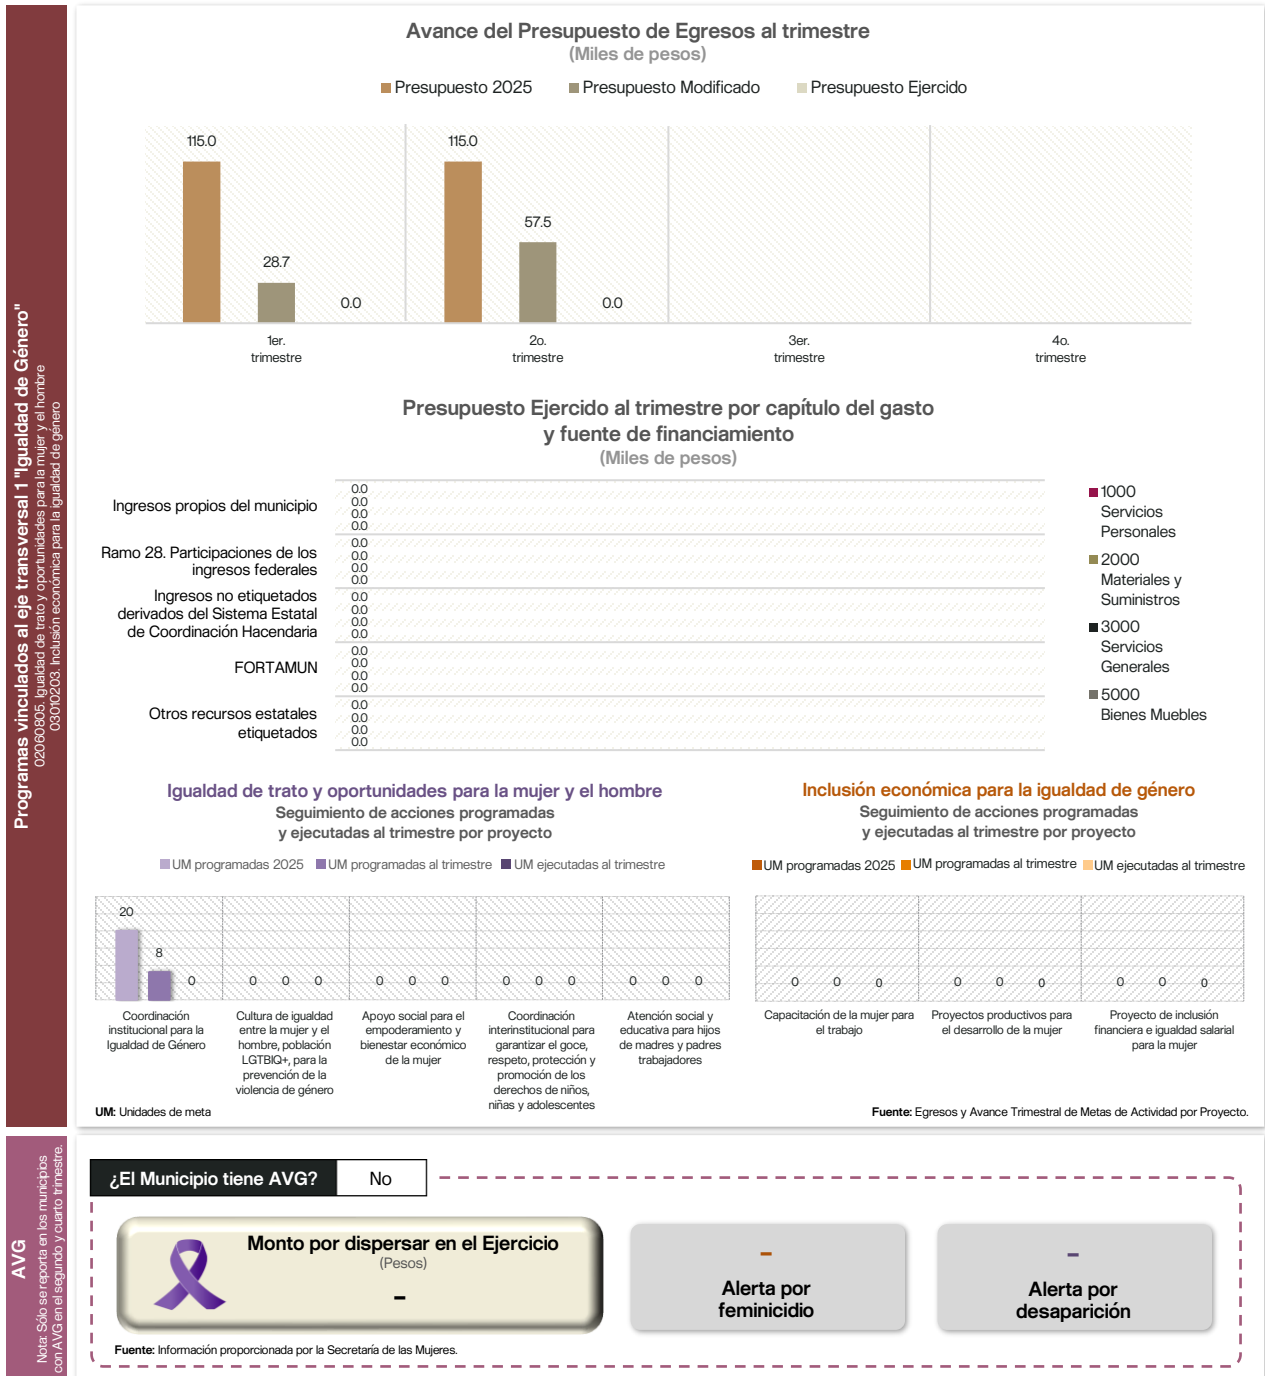 Programas vinculados al eje transversal 1 "Igualdad de Género"
02060805. Igualdad de trato y oportunidades para la mujer y el hombre
03010203. Inclusión económica para la igualdad de género
Avance del Presupuesto de Egresos al trimestre
(Miles de pesos)
Presupuesto 2025 Presupuesto Modificado Presupuesto Ejercido
115.0 115.0
57.5
28.7
0.0 0.0
1er. trimestre
2o. trimestre
3er. trimestre
4o. trimestre
Presupuesto Ejercido al trimestre por capítulo del gasto
y fuente de financiamiento
(Miles de pesos)
Ingresos propios del municipio
0.0
0.0
0.0
0.0
Ramo 28. Participaciones de los
ingresos federales
0.0
0.0
0.0
0.0
Ingresos no etiquetados
derivados del Sistema Estatal
de Coordinación Hacendaria
0.0
0.0
0.0
0.0
FORTAMUN
0.0
0.0
0.0
0.0
Otros recursos estatales
etiquetados
0.0
0.0
0.0
0.0
1000
Servicios
Personales
2000
Materiales y
Suministros
3000
Servicios
Generales
5000
Bienes Muebles
Igualdad de trato y oportunidades para la mujer y el hombre
Seguimiento de acciones programadas
y ejecutadas al trimestre por proyecto
UM programadas 2025 UM programadas al trimestre UM ejecutadas al trimestre
20
8
0 0 0 0 0 0 0 0 0 0 0 0 0
Coordinación
institucional para la
Igualdad de Género
Cultura de igualdad
entre la mujer y el
hombre, población
LGTBIQ+, para la
prevención de la
violencia de género
Apoyo social para el
empoderamiento y
bienestar económico
de la mujer
Coordinación
interinstitucional para
garantizar el goce,
respeto, protección y
promoción de los
derechos de niños,
niñas y adolescentes
Atención social y
educativa para hijos
de madres y padres
trabajadores
UM: Unidades de meta
Inclusión económica para la igualdad de género
Seguimiento de acciones programadas
y ejecutadas al trimestre por proyecto
UM programadas 2025 UM programadas al trimestre UM ejecutadas al trimestre
0 0 0 0 0 0 0 0 0
Capacitación de la mujer para
el trabajo
Proyectos productivos para
el desarrollo de la mujer
Proyecto de inclusión
financiera e igualdad salarial
para la mujer
Fuente: Egresos y Avance Trimestral de Metas de Actividad por Proyecto.
AVG
Nota: Sólo se reporta en los municipios
con AVG en el segundo y cuarto trimestre.
¿El Municipio tiene AVG? No
Monto por dispersar en el Ejercicio
(Pesos)
-
-
Alerta por
feminicidio
-
Alerta por
desaparición
Fuente: Información proporcionada por la Secretaría de las Mujeres.